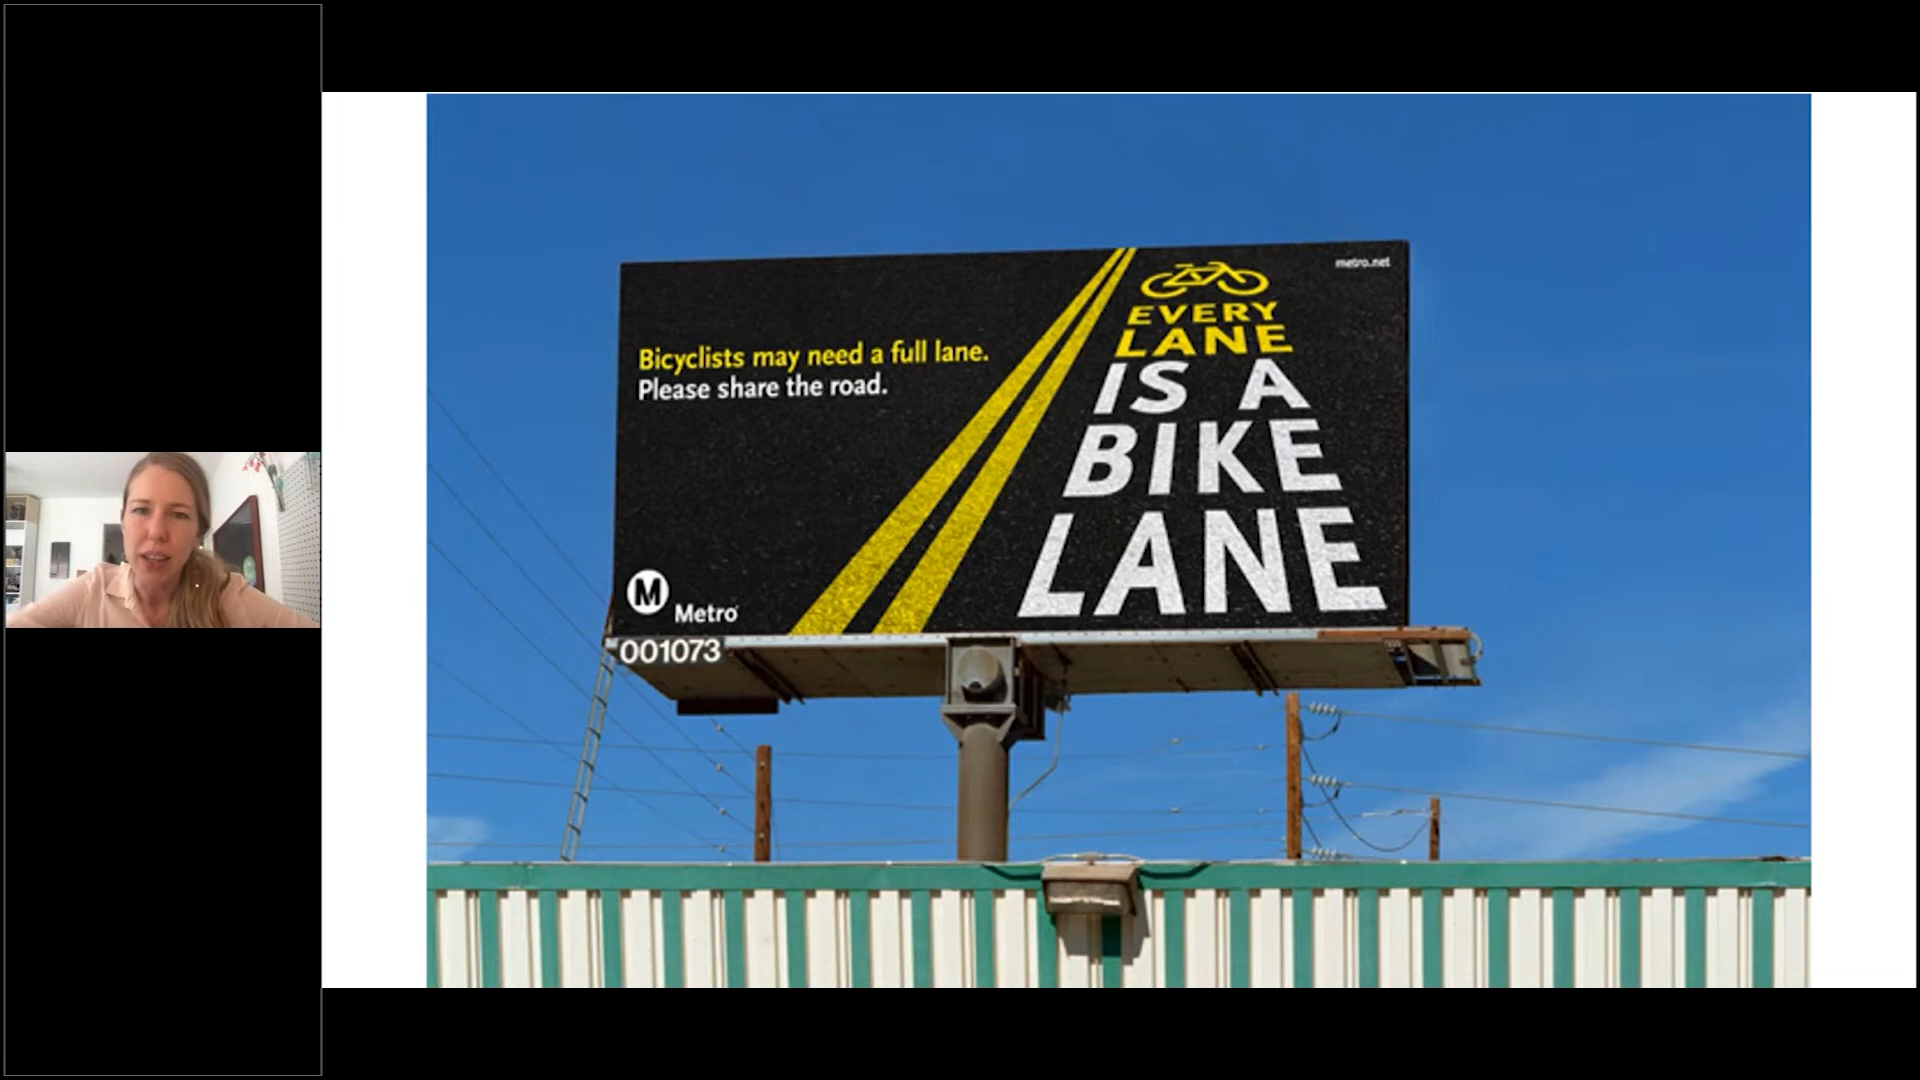 metro.net
Bicyclists may need a full lane.
Please share the road.
EVERY
LANE
IS A
BIKE
LANE
M
Metro
001073